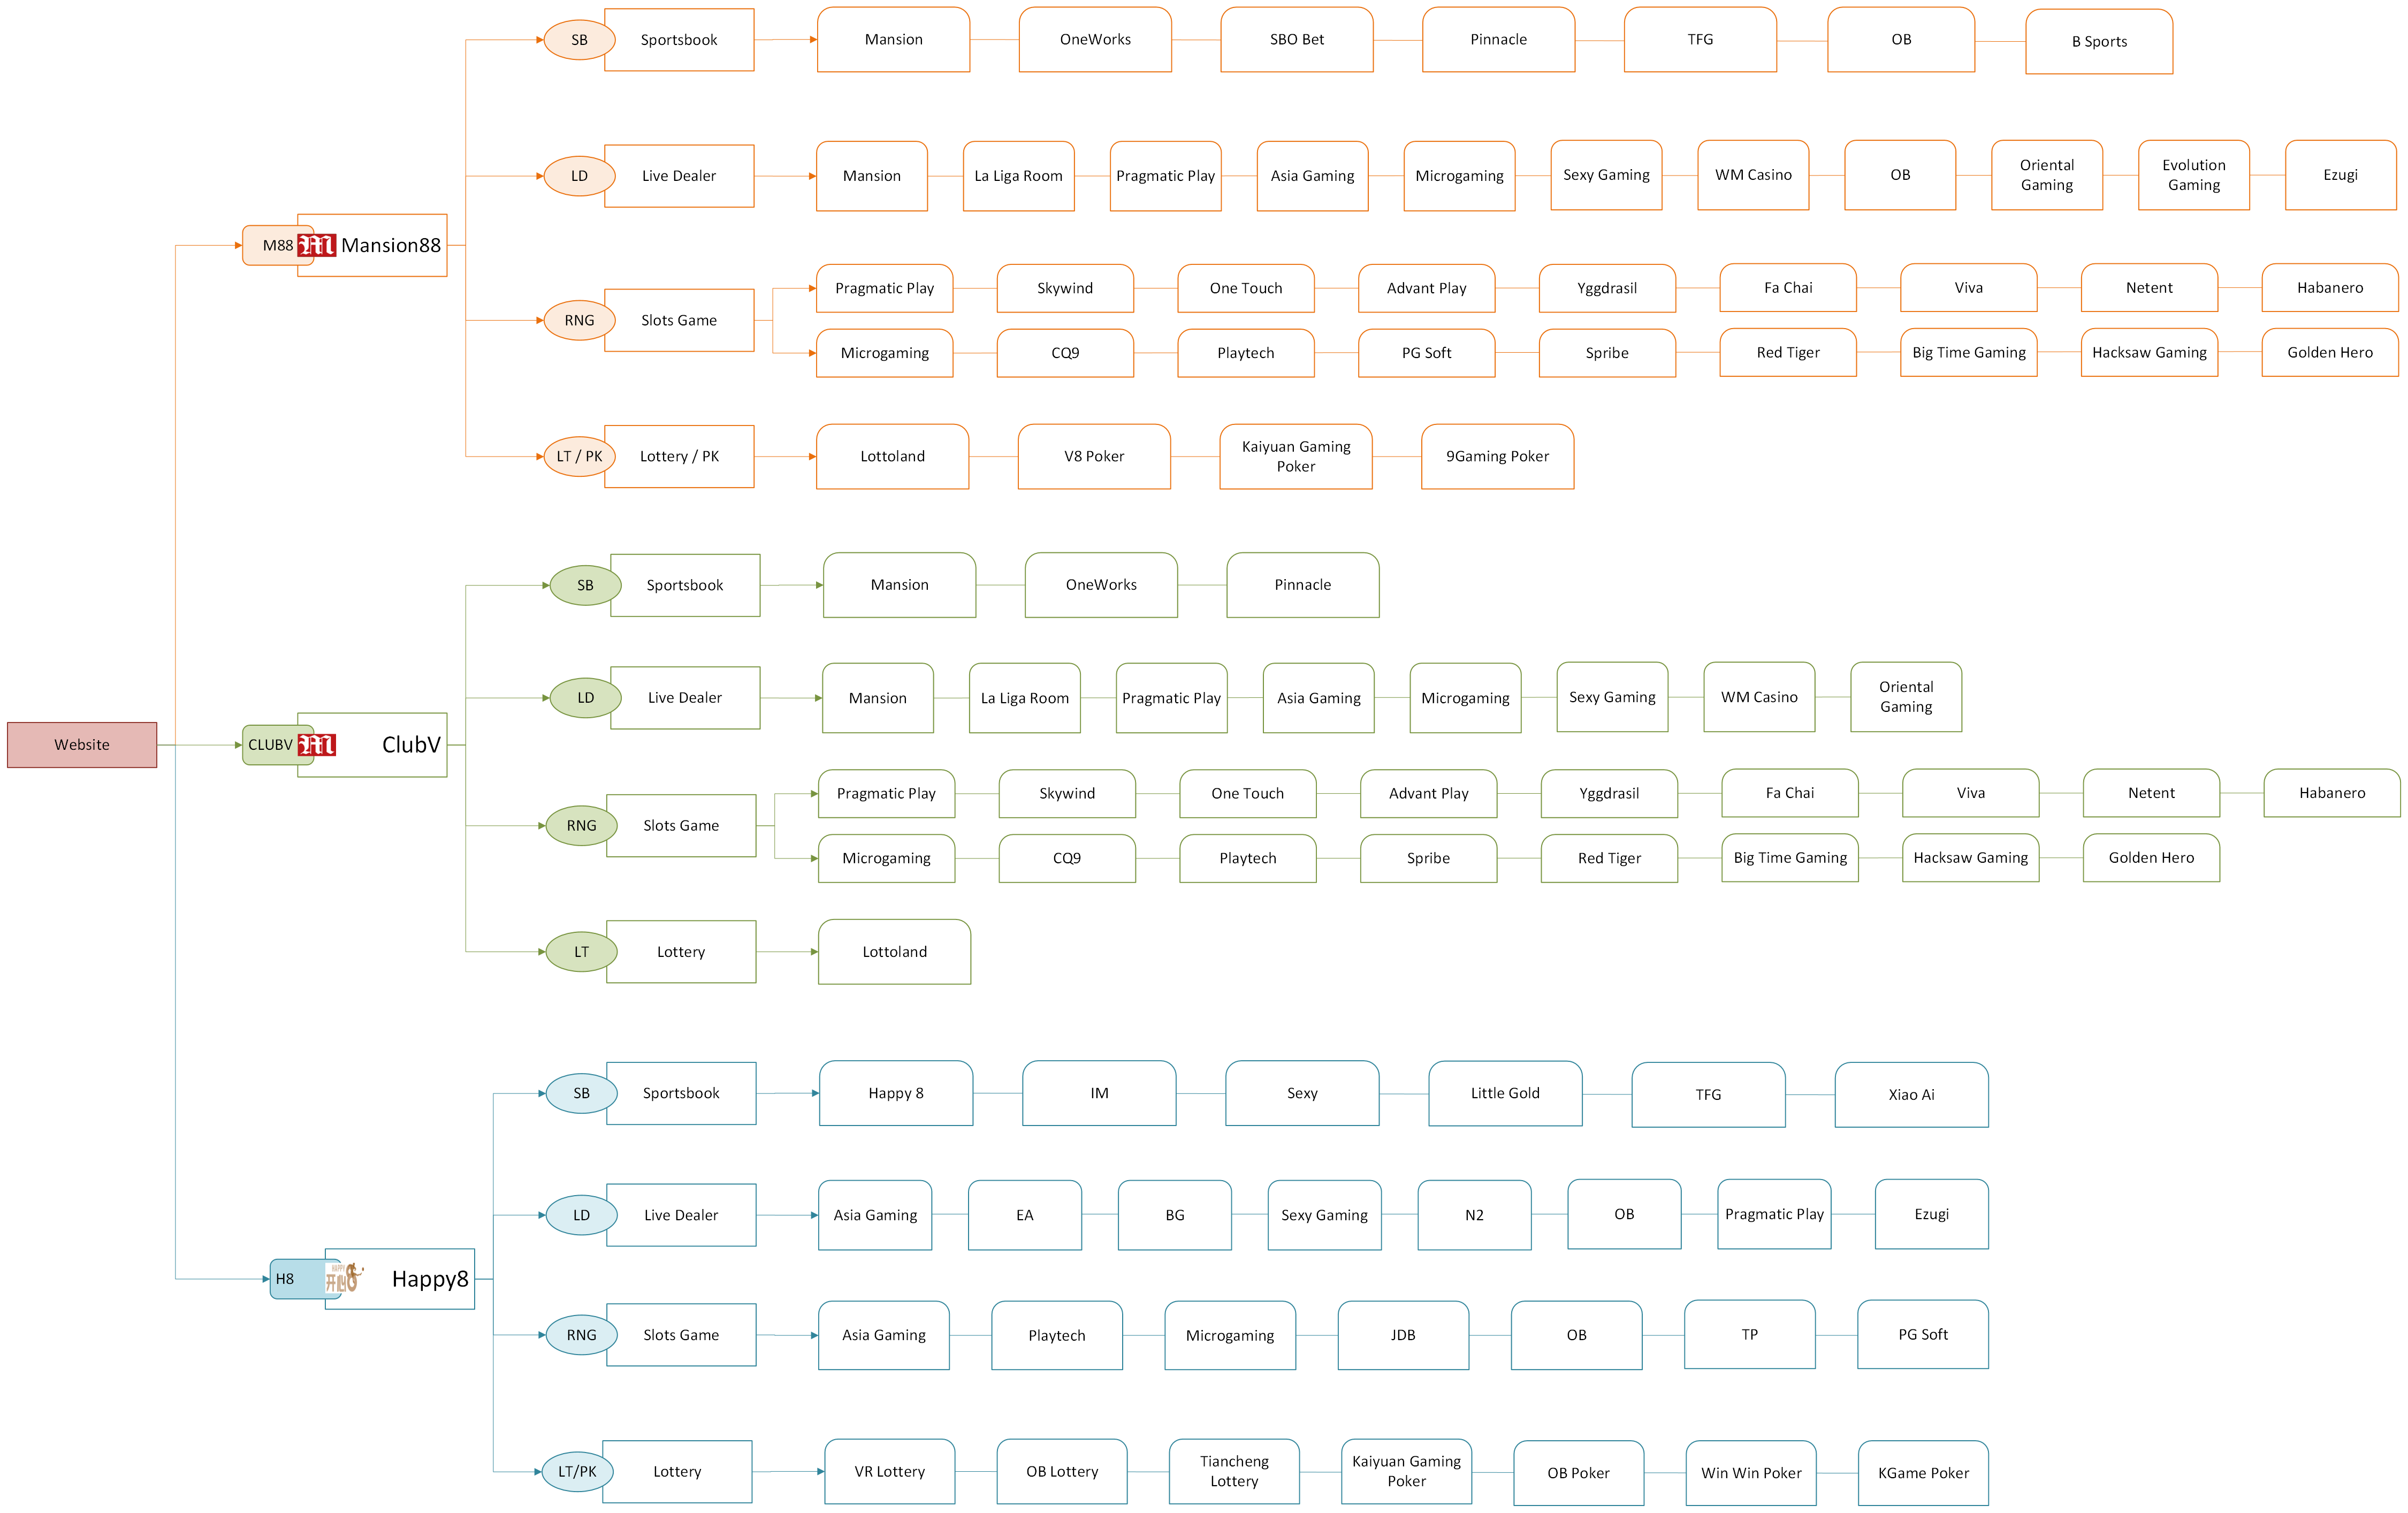 SB
Sportsbook
Mansion
OneWorks
SBO Bet
Pinnacle
TFG
OB
B Sports
LD
Live Dealer
Mansion
La Liga Room
Pragmatic Play
Asia Gaming
Microgaming
Sexy Gaming
WM Casino
OB
Oriental
Gaming
Evolution
Gaming
Ezugi
M88
M
Mansion88
RNG
Slots Game
Pragmatic Play
Skywind
One Touch
Advant Play
Yggdrasil
Fa Chai
Viva
Netent
Habanero
Microgaming
CQ9
Playtech
PG Soft
Spribe
Red Tiger
Big Time Gaming
Hacksaw Gaming
Golden Hero
LT / PK
Lottery / PK
Lottoland
V8 Poker
Kaiyuan Gaming
Poker
9Gaming Poker
SB
Sportsbook
Mansion
OneWorks
Pinnacle
LD
Live Dealer
Mansion
La Liga Room
Pragmatic Play
Asia Gaming
Microgaming
Sexy Gaming
WM Casino
Oriental
Gaming
Website
CLUBV
M
ClubV
RNG
Slots Game
Pragmatic Play
Skywind
One Touch
Advant Play
Yggdrasil
Fa Chai
Viva
Netent
Habanero
Microgaming
CQ9
Playtech
Spribe
Red Tiger
Big Time Gaming
Hacksaw Gaming
Golden Hero
LT
Lottery
Lottoland
SB
Sportsbook
Happy 8
IM
Sexy
Little Gold
TFG
Xiao Ai
LD
Live Dealer
Asia Gaming
EA
BG
Sexy Gaming
N2
OB
Pragmatic Play
Ezugi
H8
HAPPY
开心8
Happy8
RNG
Slots Game
Asia Gaming
Playtech
Microgaming
JDB
OB
TP
PG Soft
LT/PK
Lottery
VR Lottery
OB Lottery
Tiancheng
Lottery
Kaiyuan Gaming
Poker
OB Poker
Win Win Poker
KGame Poker